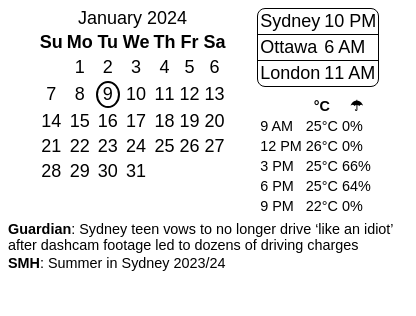 January 2024
Su Mo Tu We Th Fr Sa
1 2 3 4 5 6
7 8 9 10 11 12 13
14 15 16 17 18 19 20
21 22 23 24 25 26 27
28 29 30 31
Sydney 10 PM
Ottawa 6 AM
London 11 AM
°C ☂
9 AM 25°C 0%
12 PM 26°C 0%
3 PM 25°C 66%
6 PM 25°C 64%
9 PM 22°C 0%
Guardian: Sydney teen vows to no longer drive ‘like an idiot’
after dashcam footage led to dozens of driving charges
SMH: Summer in Sydney 2023/24